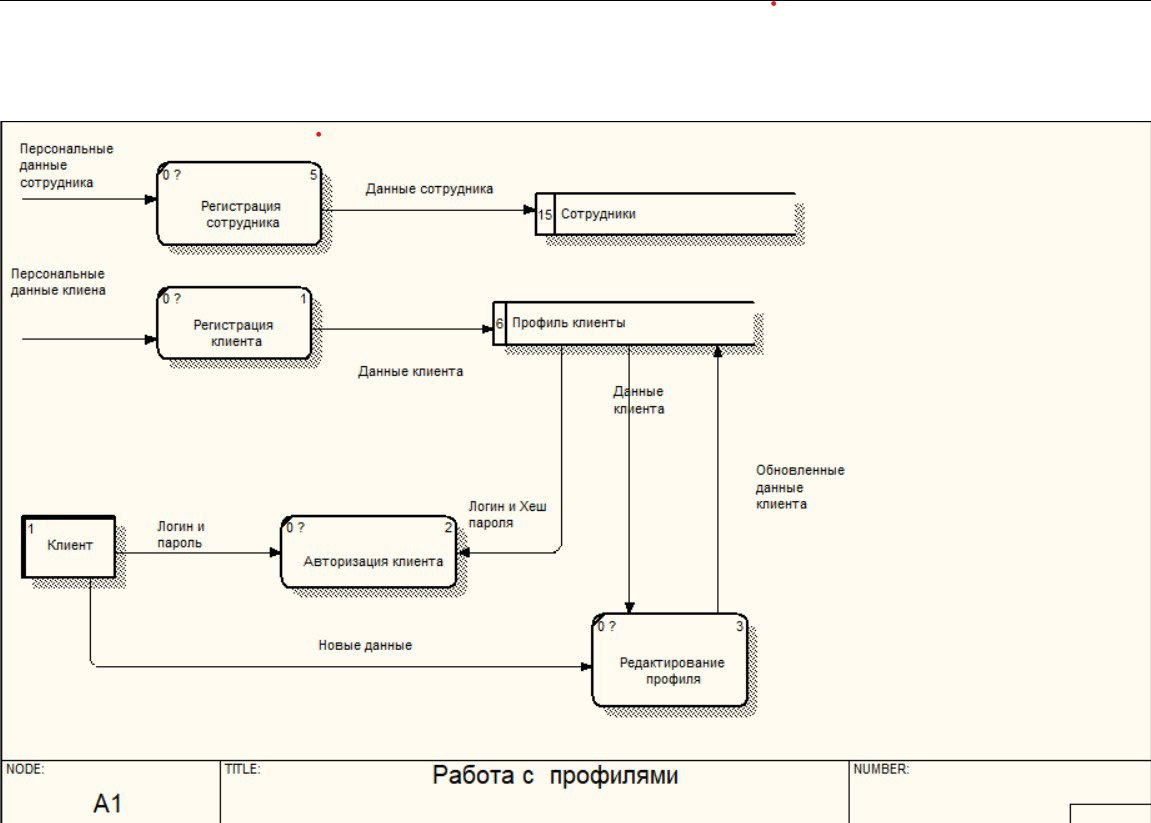 Персональные
данные
сотрудника
0 ?
5
Регистрация
сотрудника
Данные сотрудника
15
Сотрудники
Персональные
данные клиена
0 ?
1
Регистрация
клиента
Данные клиента
6
Профиль клиенты
Данные
клиента
Обновленные
данные
клиента
1
Клиент
Логин и
пароль
0 ?
2
Авторизация клиента
Логин и Хеш
пароля
Новые данные
0 ?
3
Редактирование
профиля
NODE:
A1
TITLE:
Работа с профилями
NUMBER: